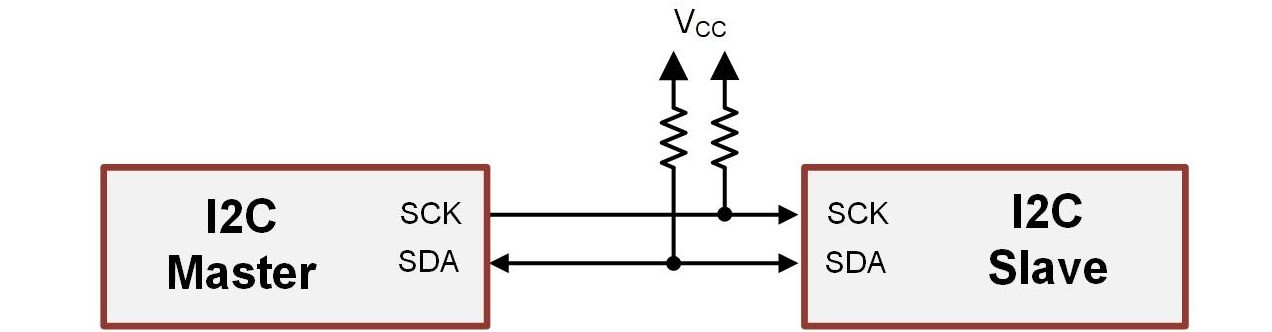 VCC
I2C
Master
SCK
SDA
SCK
SDA
I2C
Slave